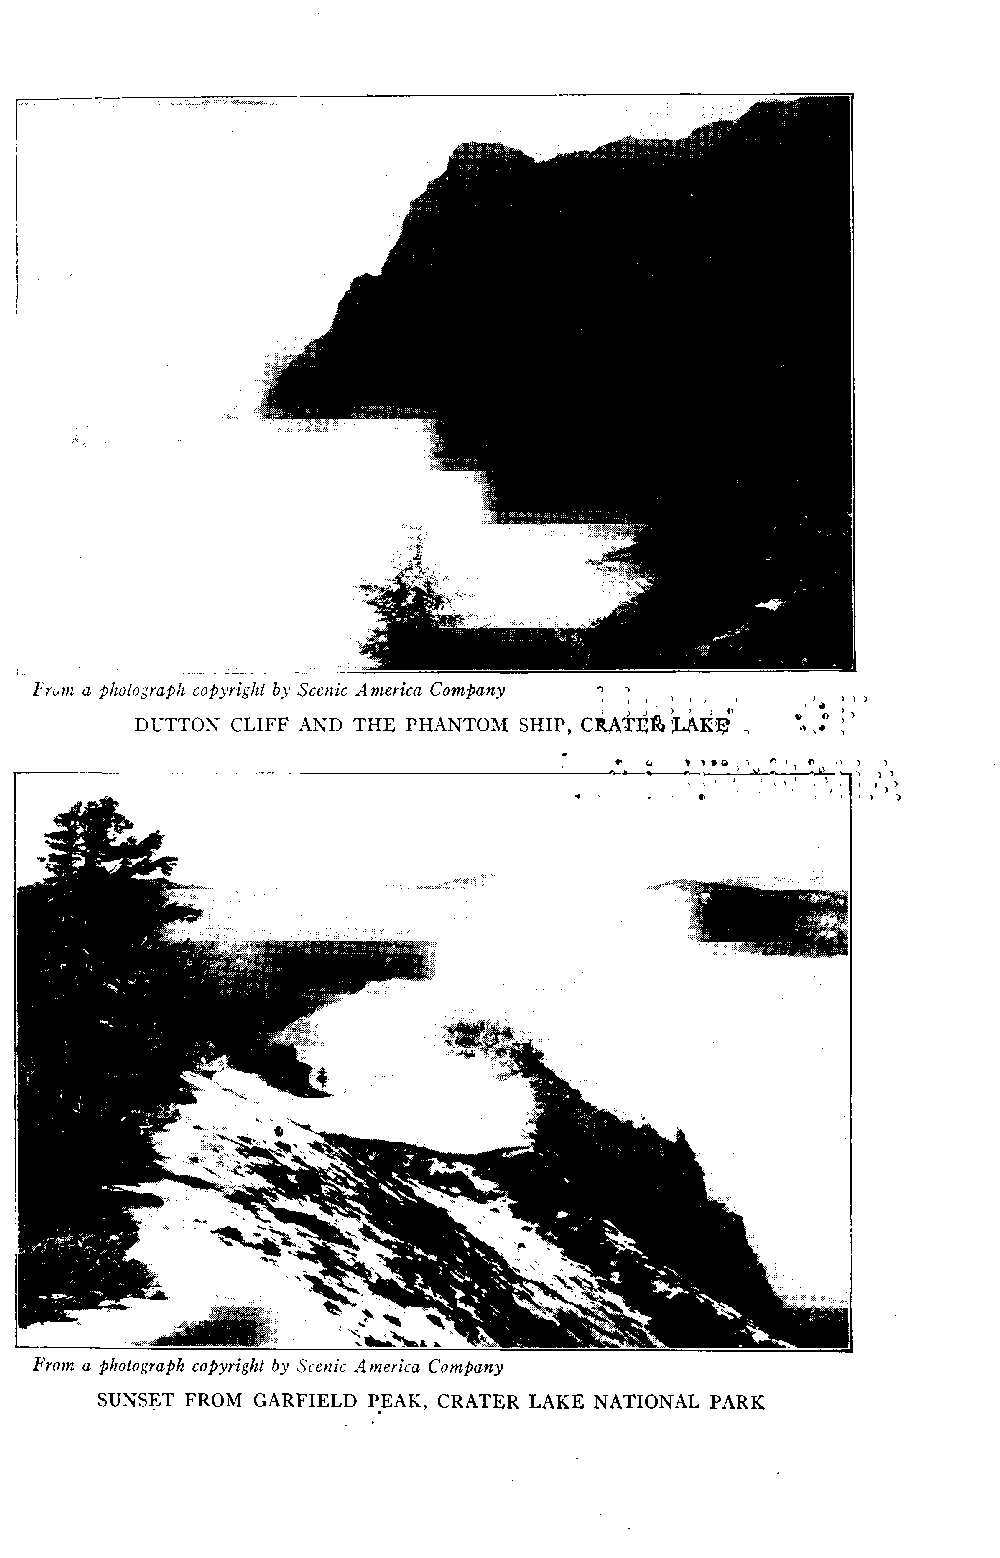 From a photograph copyright by Scenic America Company
DUTTON CLIFF AND THE PHANTOM SHIP, CRATER LAKE
From a photograph copyright by Scenic America Company
SUNSET FROM GARFIELD PEAK, CRATER LAKE NATIONAL PARK